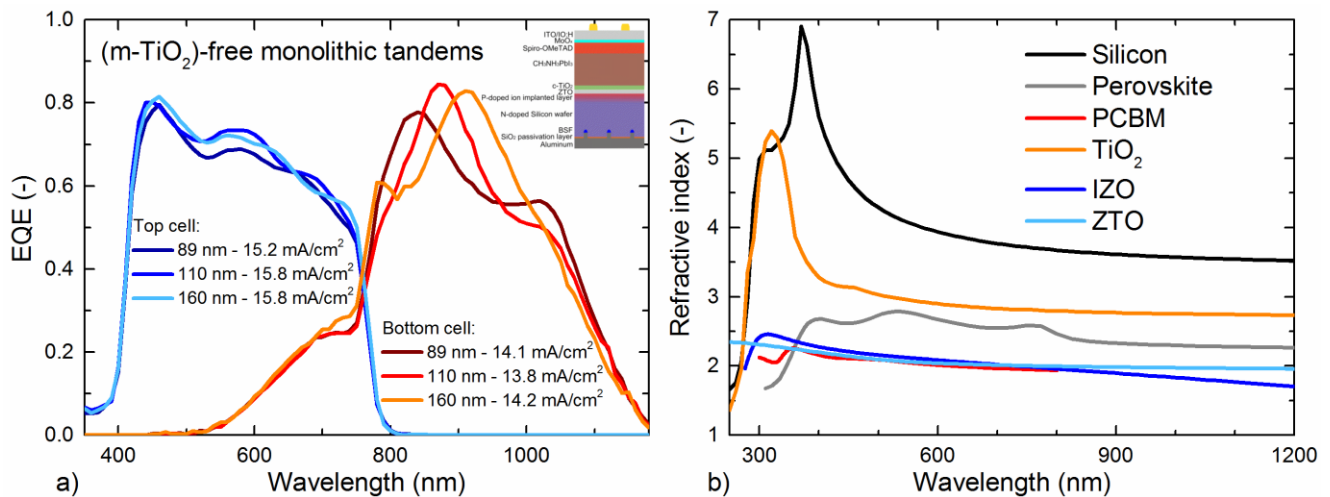 (m-TiO₂)-free monolithic tandems
ITO/IO:H
MoOₓ
Spiro-OMeTAD
CH₃NH₃PbI₃
c-TiO₂
ZTO
P-doped ion implanted layer
N-doped Silicon wafer
BSF
SiO₂ passivation layer
Aluminum
EQE (-)
1.0
0.8
0.6
0.4
0.2
0.0
Top cell:
89 nm - 15.2 mA/cm²
110 nm - 15.8 mA/cm²
160 nm - 15.8 mA/cm²
Bottom cell:
89 nm - 14.1 mA/cm²
110 nm - 13.8 mA/cm²
160 nm - 14.2 mA/cm²
400 600 800 1000
a) Wavelength (nm)
Refractive index (-)
7
6
5
4
3
2
1
Silicon
Perovskite
PCBM
TiO₂
IZO
ZTO
300 600 900 1200
b) Wavelength (nm)